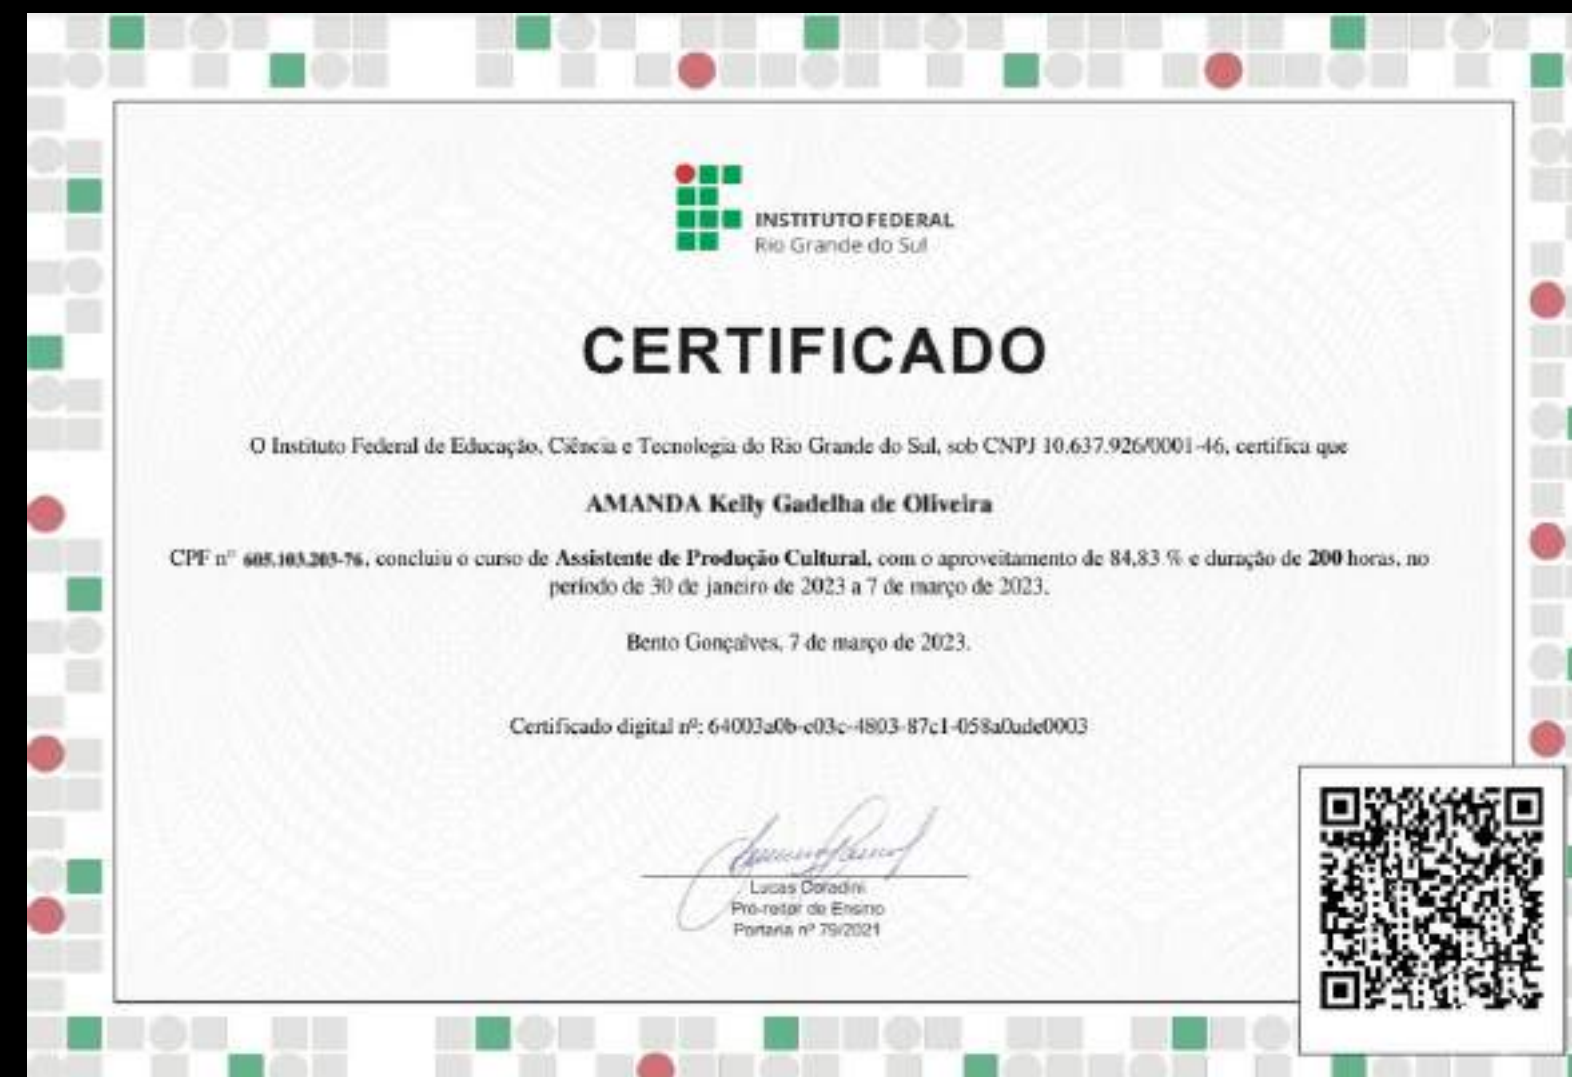 INSTITUTO FEDERAL
Rio Grande do Sul
CERTIFICADO
O Instituto Federal de Educação, Ciência e Tecnologia do Rio Grande do Sul, sob CNPJ 10.637.926/0001-46, certifica que
AMANDA Kelly Gadelha de Oliveira
CPF nº 605.103.203-76, concluiu o curso de Assistente de Produção Cultural, com o aproveitamento de 84,83 % e duração de 200 horas, no
período de 30 de janeiro de 2023 a 7 de março de 2023.
Bento Gonçalves, 7 de março de 2023.
Certificado digital nº: 64003a0b-c03c-4803-87c1-058a0ade0003
Lucas Coradini
Pró-reitor de Ensino
Portaria nº 79/2021